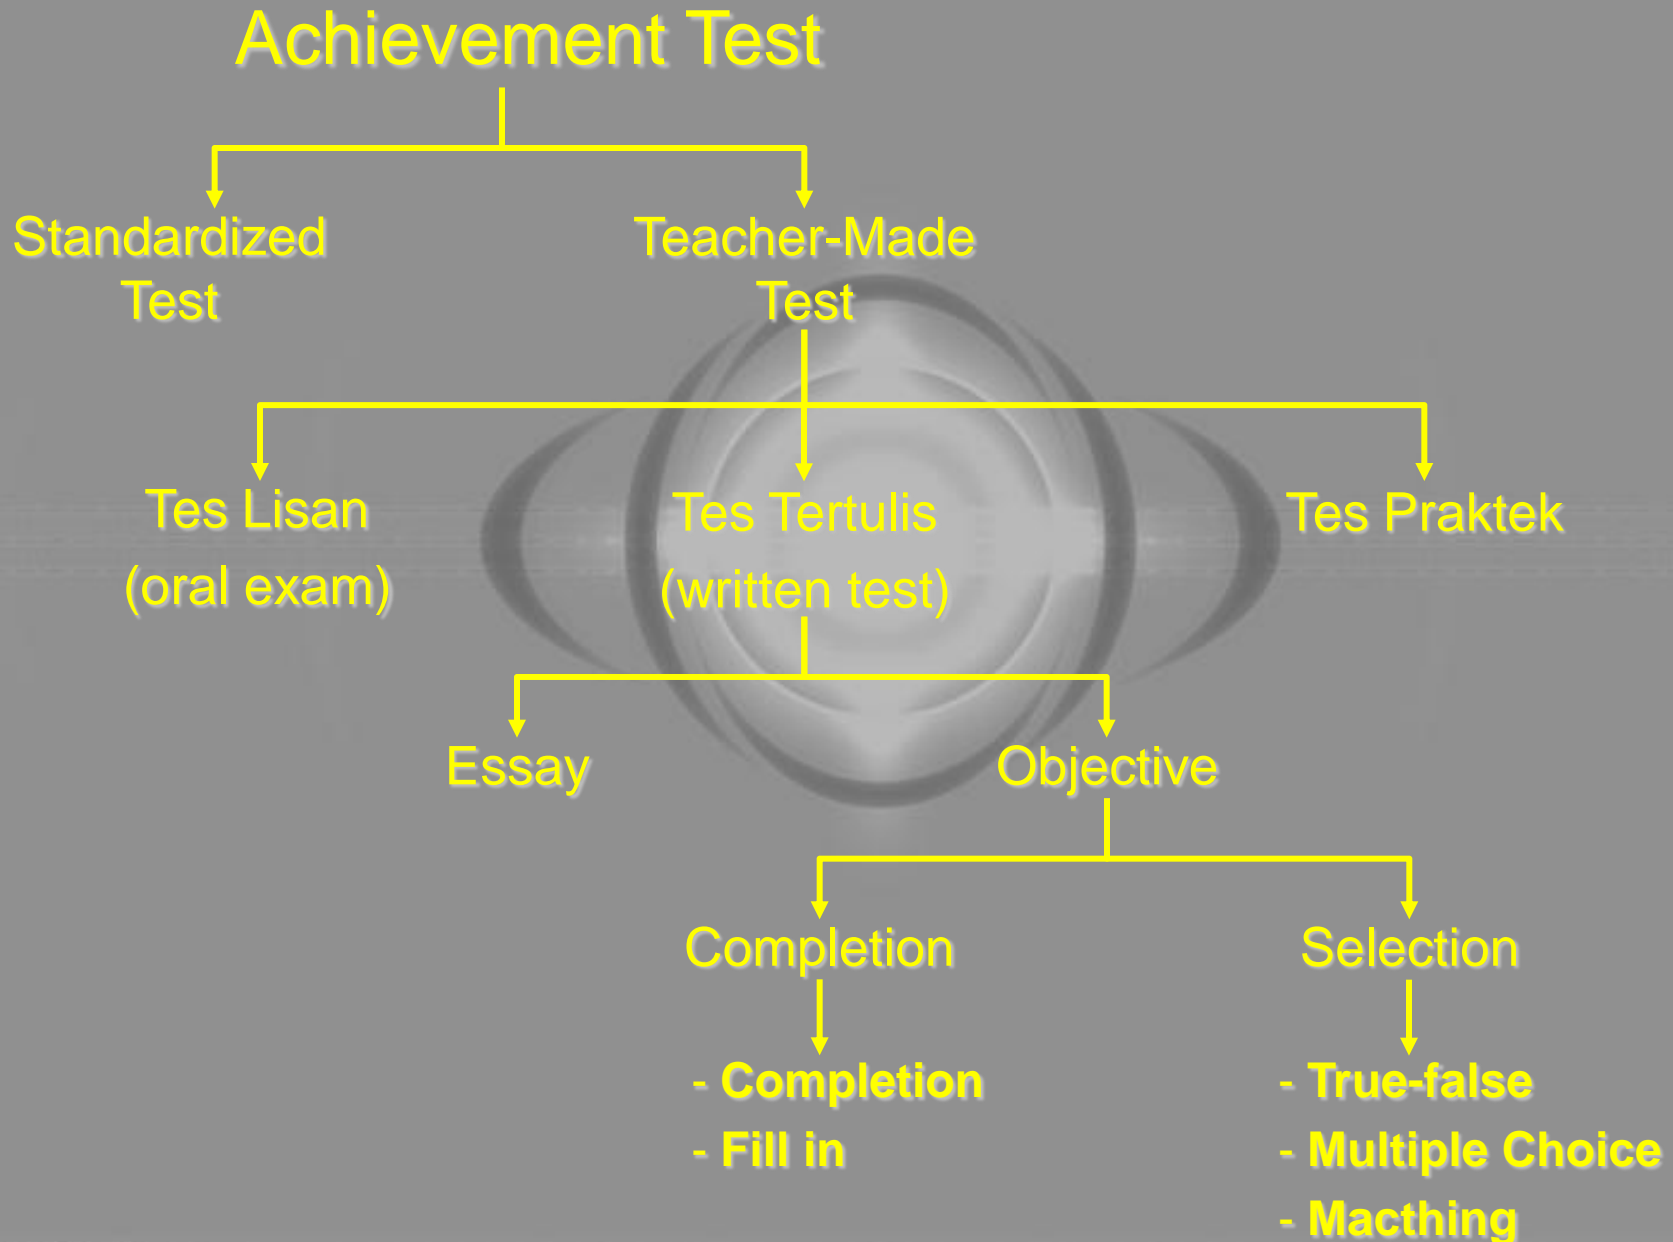 Achievement Test
Standardized
Test
Teacher-Made
Test
Tes Lisan
(oral exam)
Tes Tertulis
(written test)
Tes Praktek
Essay
Objective
Completion
Selection
- Completion
- Fill in
- True-false
- Multiple Choice
- Macthing